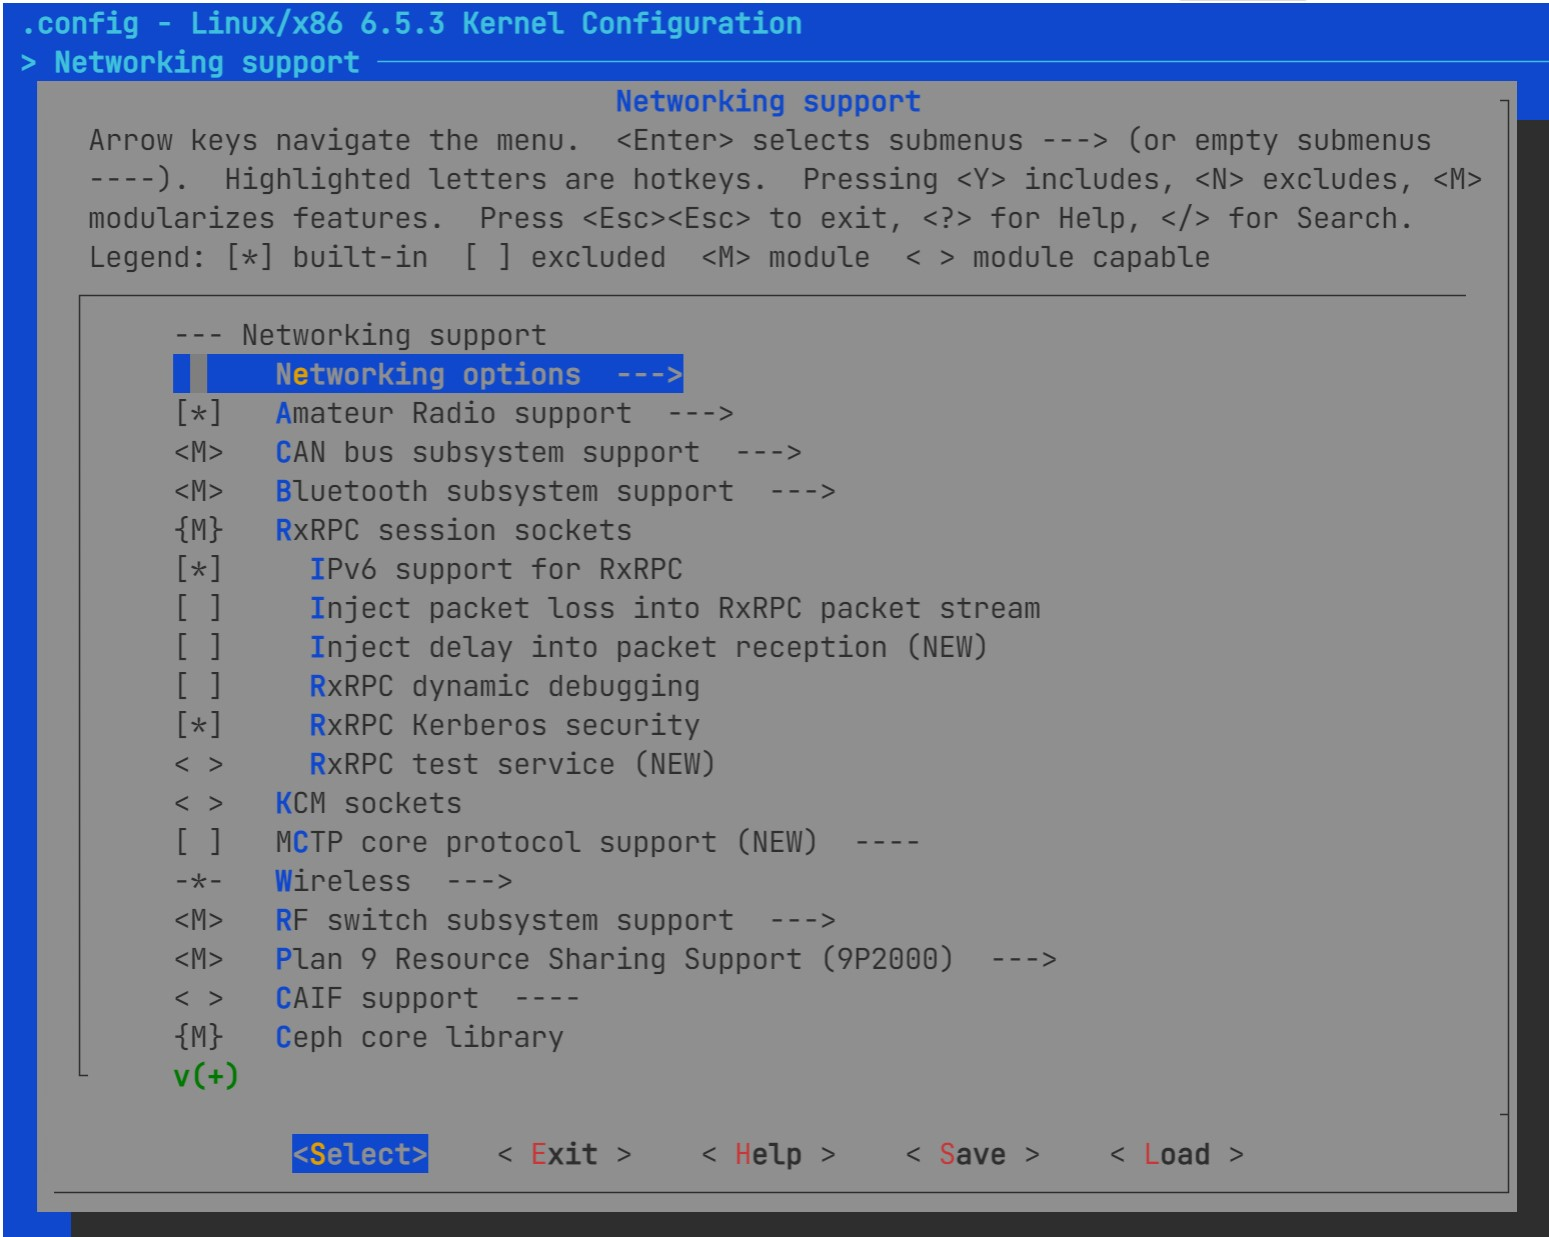 .config - Linux/x86 6.5.3 Kernel Configuration
> Networking support
Networking support
Arrow keys navigate the menu.  <Enter> selects submenus ---> (or empty submenus
----).  Highlighted letters are hotkeys.  Pressing <Y> includes, <N> excludes, <M>
modularizes features.  Press <Esc><Esc> to exit, <?> for Help, </> for Search.
Legend: [*] built-in  [ ] excluded  <M> module  < > module capable
--- Networking support
Networking options  --->
[*]   Amateur Radio support  --->
<M>   CAN bus subsystem support  --->
<M>   Bluetooth subsystem support  --->
{M}   RxRPC session sockets
[*]     IPv6 support for RxRPC
[ ]     Inject packet loss into RxRPC packet stream
[ ]     Inject delay into packet reception (NEW)
[ ]     RxRPC dynamic debugging
[*]     RxRPC Kerberos security
< >     RxRPC test service (NEW)
< >   KCM sockets
[ ]   MCTP core protocol support (NEW)  ----
-*-   Wireless  --->
<M>   RF switch subsystem support  --->
<M>   Plan 9 Resource Sharing Support (9P2000)  --->
< >   CAIF support  ----
{M}   Ceph core library
v(+)
<Select>    < Exit >    < Help >    < Save >    < Load >